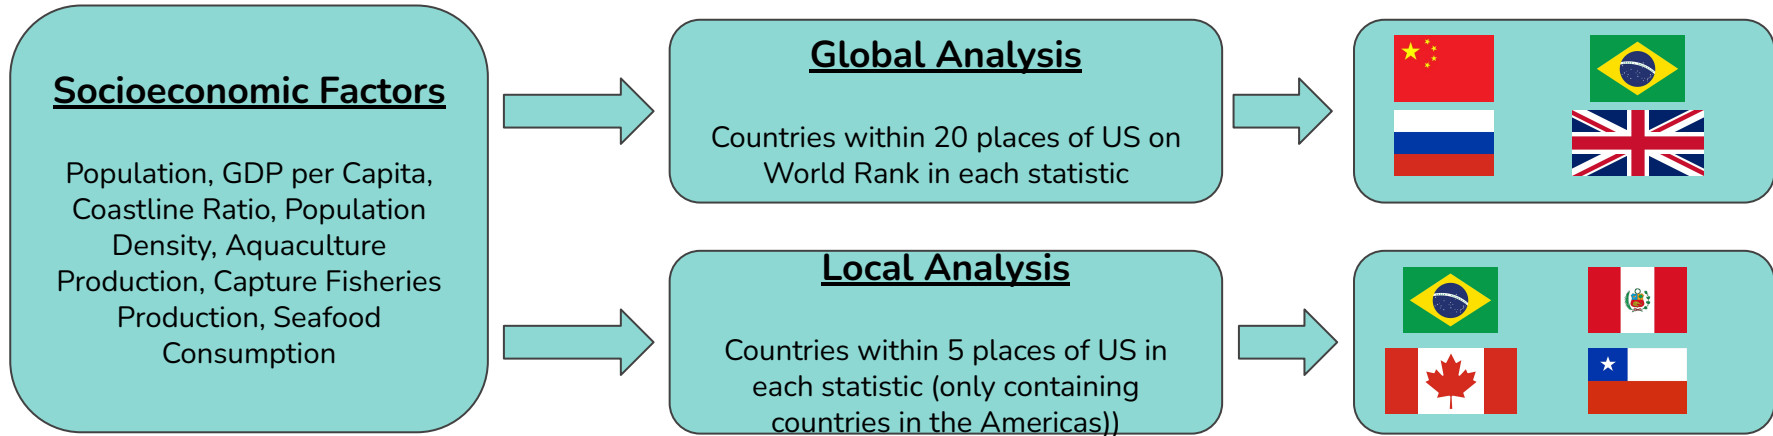 Socioeconomic Factors
Population, GDP per Capita,
Coastline Ratio, Population
Density, Aquaculture
Production, Capture Fisheries
Production, Seafood
Consumption
Global Analysis
Countries within 20 places of US on
World Rank in each statistic
Local Analysis
Countries within 5 places of US in
each statistic (only containing
countries in the Americas))